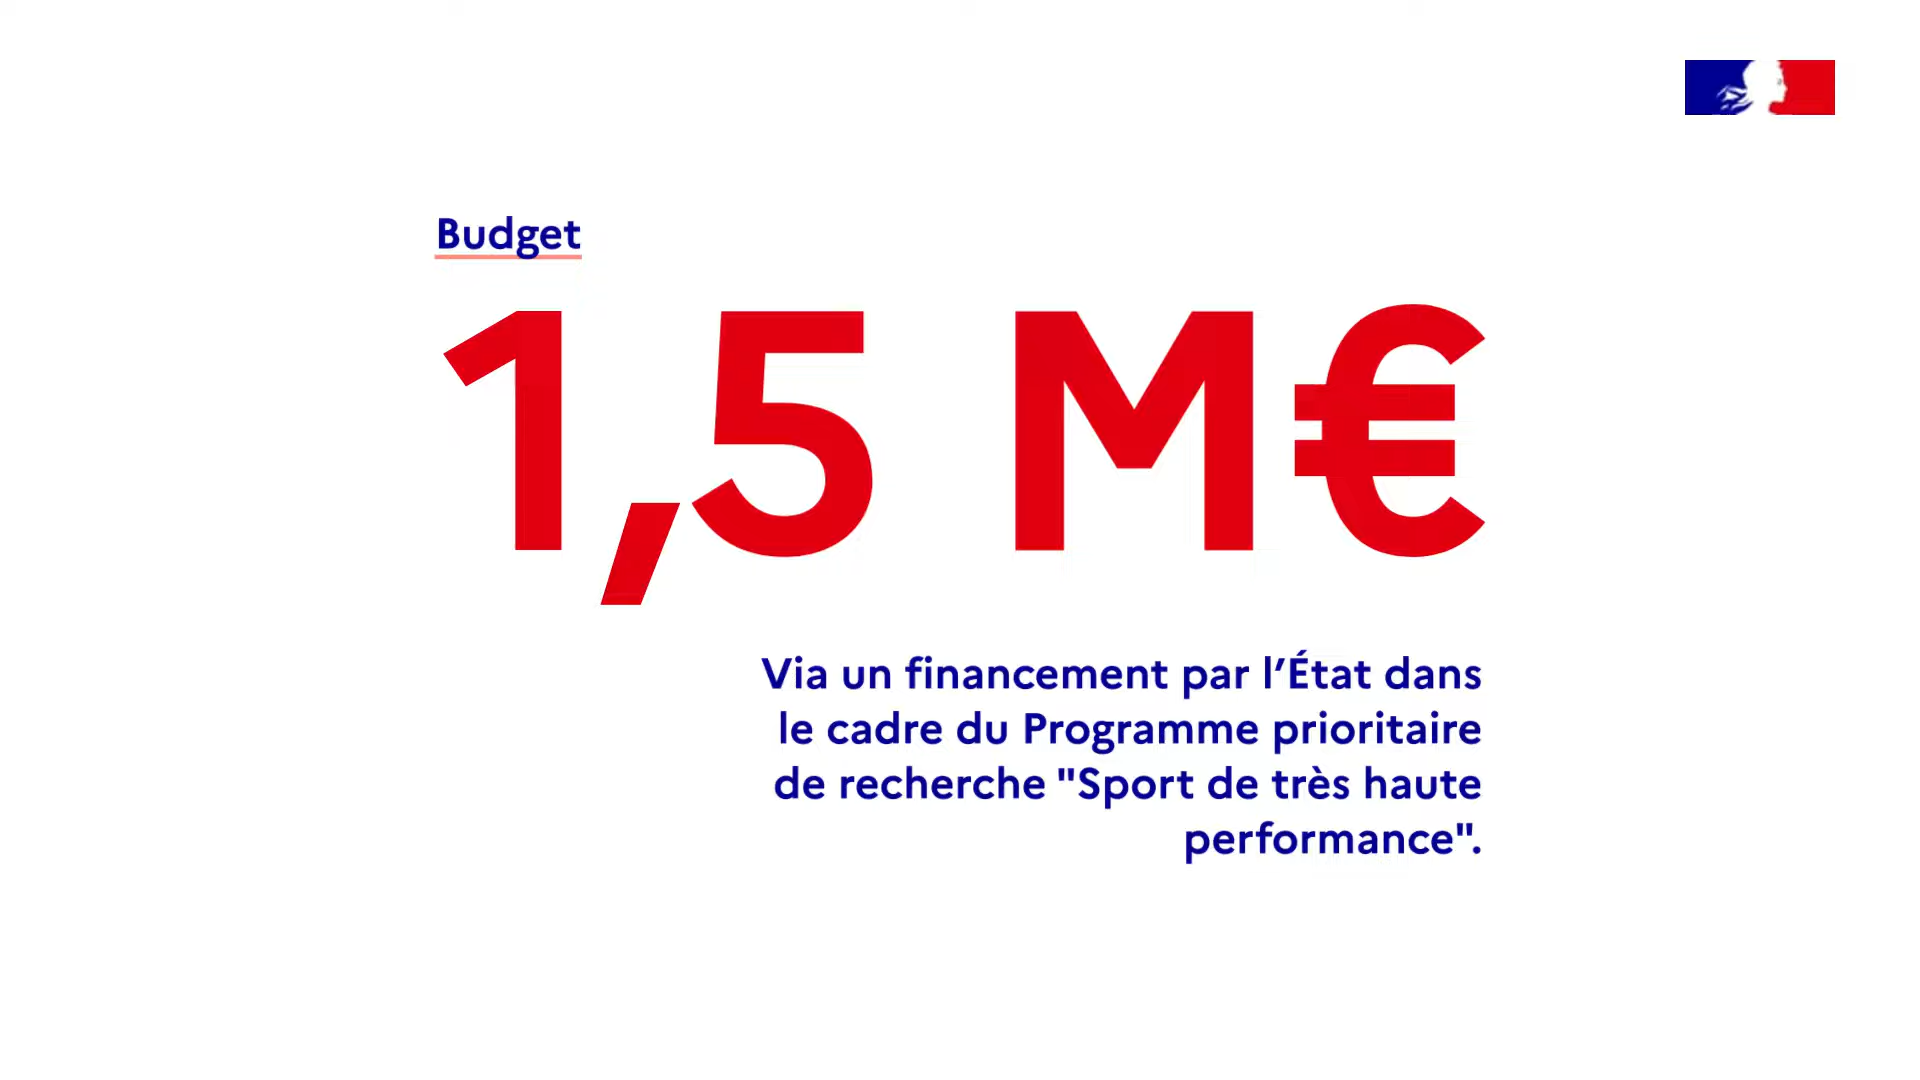 Budget
1,5 M€
Via un financement par l’État dans
le cadre du Programme prioritaire
de recherche "Sport de très haute
performance".